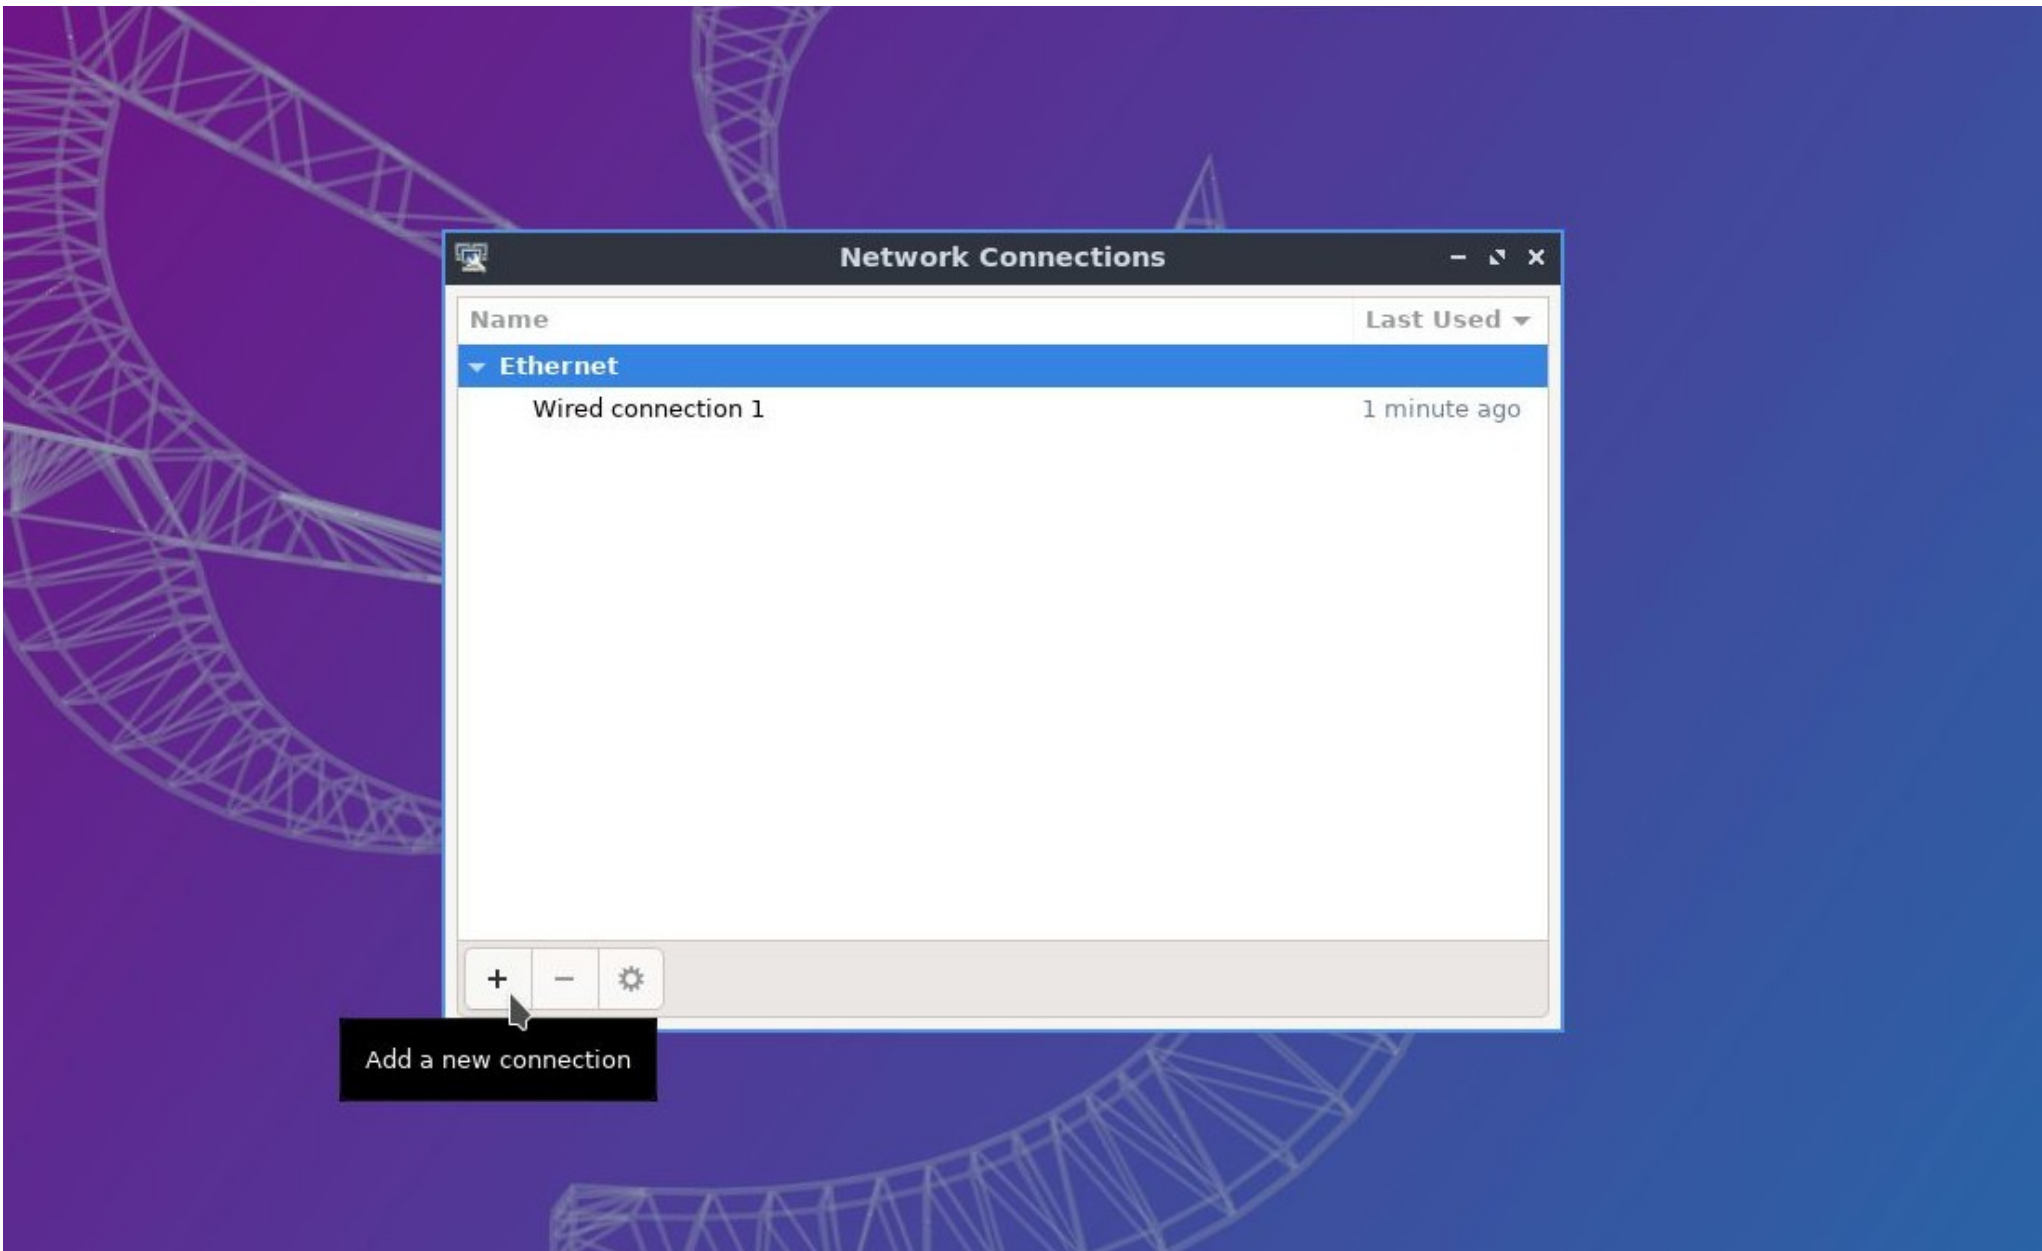 Network Connections
Name Last Used
Ethernet
Wired connection 1 1 minute ago
Add a new connection